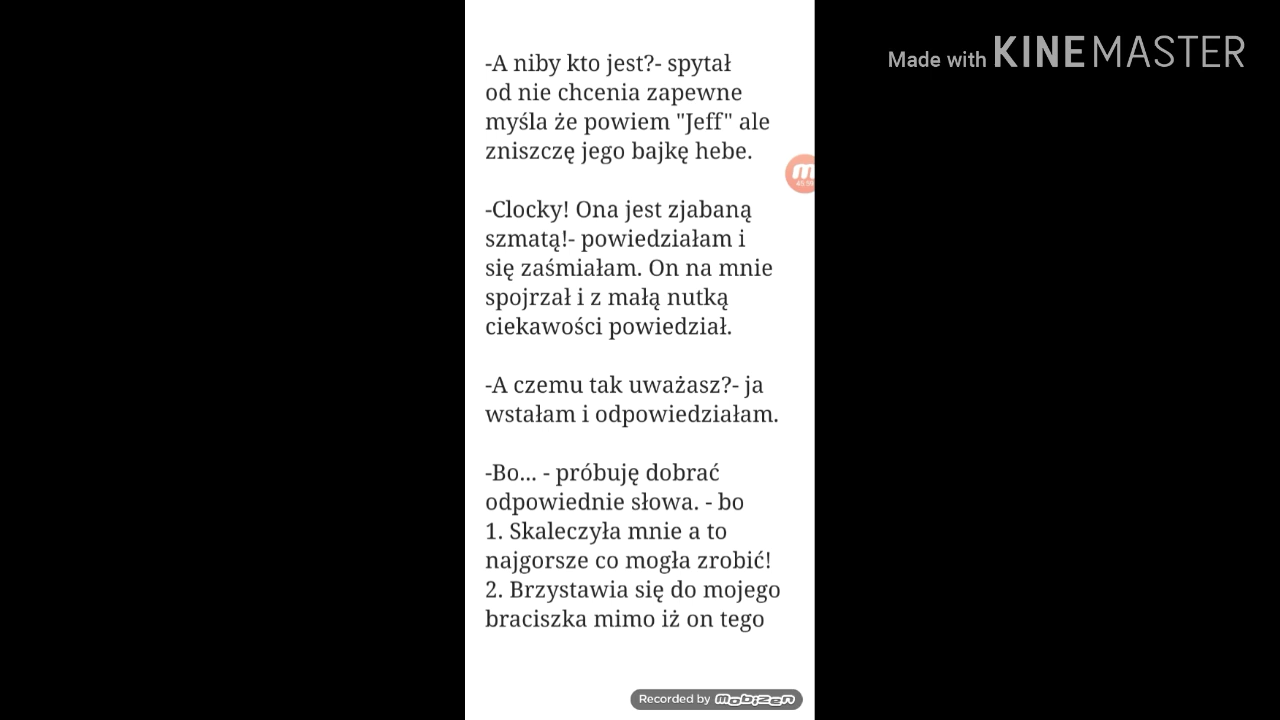 -A niby kto jest?- spytał
od nie chcenia zapewne
myśla że powiem "Jeff" ale
zniszczę jego bajkę hebe.
-Clocky! Ona jest zjabaną
szmatą!- powiedziałam i
się zaśmiałam. On na mnie
spojrzał i z małą nutką
ciekawości powiedział.
-A czemu tak uważasz?- ja
wstałam i odpowiedziałam.
-Bo... - próbuję dobrać
odpowiednie słowa. - bo
1. Skaleczyła mnie a to
najgorsze co mogła zrobić!
2. Brzystawia się do mojego
braciszka mimo iż on tego
Made with KINEMASTER
Recorded by mobizen